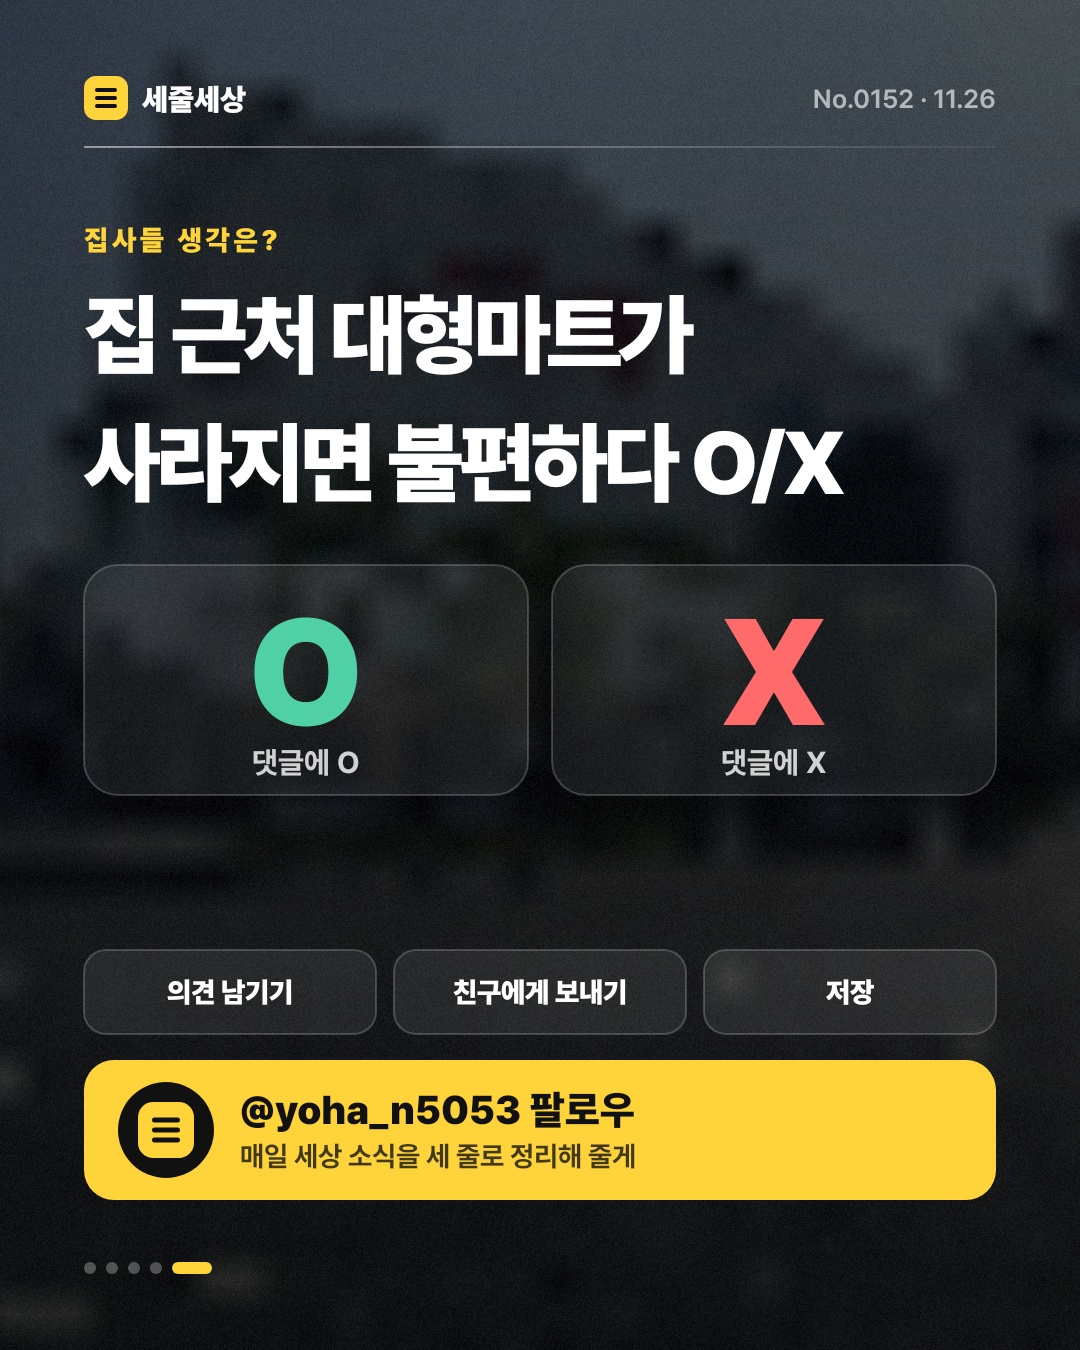 세줄세상
No.0152 · 11.26
집사들 생각은?
집 근처 대형마트가
사라지면 불편하다 O/X
O
댓글에 O
X
댓글에 X
의견 남기기
친구에게 보내기
저장
@yoha_n5053 팔로우
매일 세상 소식을 세 줄로 정리해 줄게